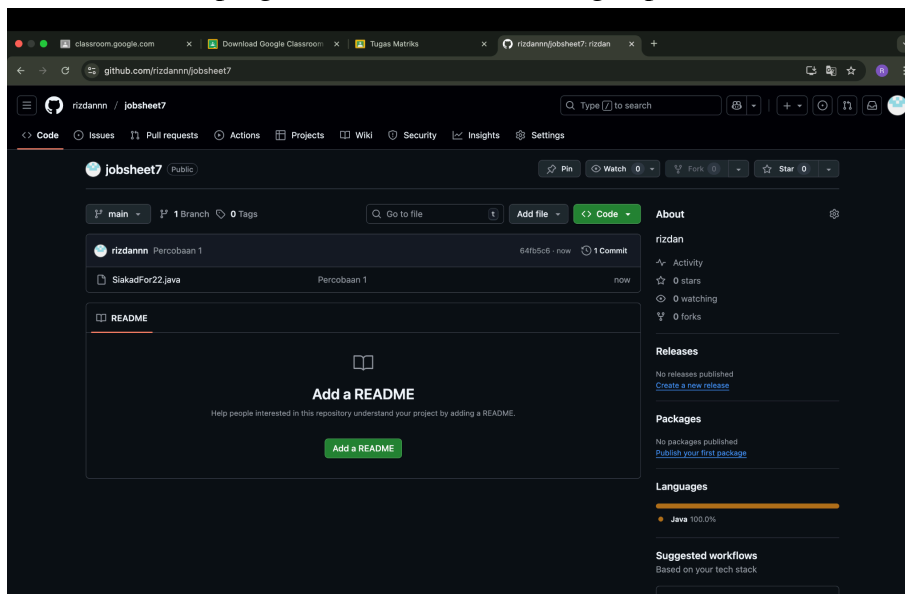 classroom.google.com
Download Google Classroom
Tugas Matriks
rizdannn/jobsheet7: rizdan
github.com/rizdannn/jobsheet7
R
rizdannn / jobsheet7
Type / to search
Code Issues Pull requests Actions Projects Wiki Security Insights Settings
jobsheet7 Public
Pin Watch 0 Fork 0 Star 0
main 1 Branch 0 Tags
Go to file t Add file Code
rizdannn Percobaan 1
64fb5c6 · now 1 Commit
SiakadFor22.java Percobaan 1 now
README
Add a README
Help people interested in this repository understand your project by adding a README.
Add a README
About
rizdan
Activity
0 stars
0 watching
0 forks
Releases
No releases published
Create a new release
Packages
No packages published
Publish your first package
Languages
Java 100.0%
Suggested workflows
Based on your tech stack